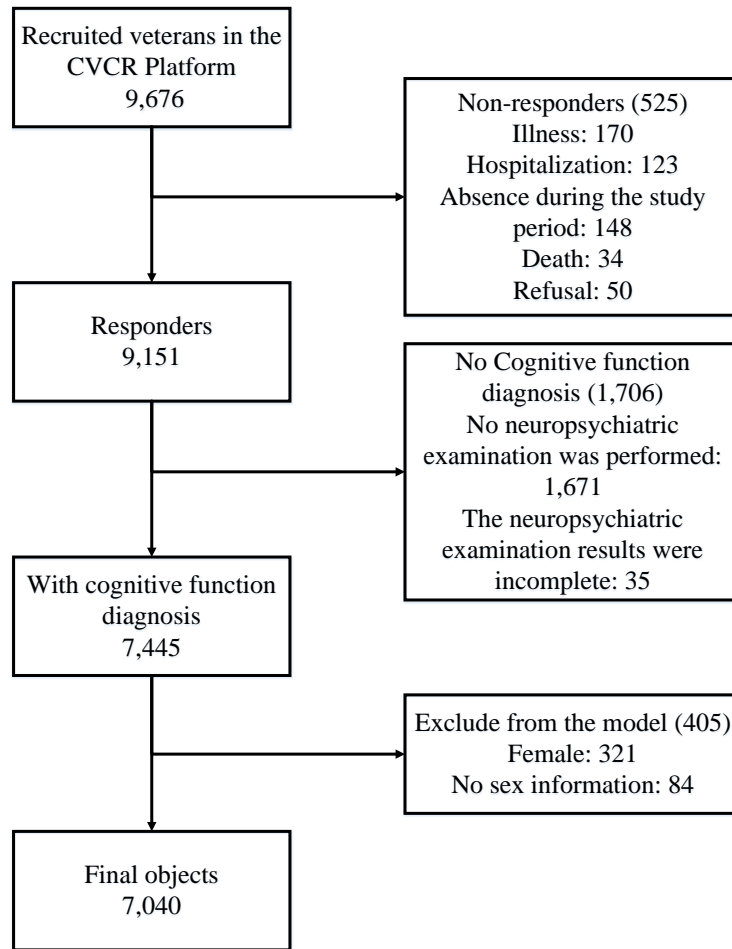 Recruited veterans in the
CVCR Platform
9,676
Non-responders (525)
Illness: 170
Hospitalization: 123
Absence during the study
period: 148
Death: 34
Refusal: 50
Responders
9,151
No Cognitive function
diagnosis (1,706)
No neuropsychiatric
examination was performed:
1,671
The neuropsychiatric
examination results were
incomplete: 35
With cognitive function
diagnosis
7,445
Exclude from the model (405)
Female: 321
No sex information: 84
Final objects
7,040